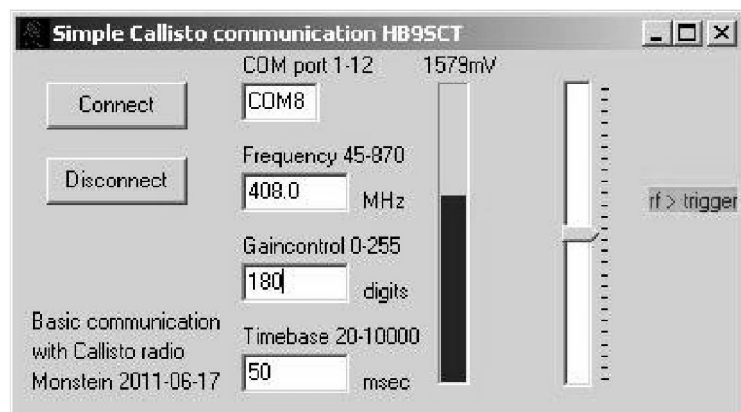 Simple Callisto communication HB9SCT
COM port 1-12
1579mV
Connect
COM8
Disconnect
Frequency 45-870
408.0
MHz
rf > trigger
Gaincontrol 0-255
180
digits
Basic communication
with Callisto radio
Monstein 2011-06-17
Timebase 20-10000
50
msec